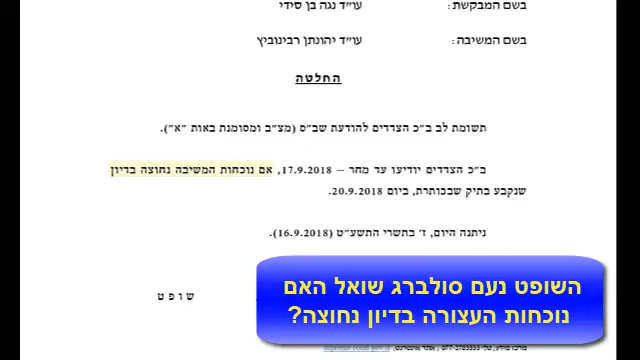 בשם המבקשת: עו"ד נגה בן סידי
בשם המשיבה: עו"ד יהונתן רבינוביץ
החלטה
תשומת לב ב"כ הצדדים להודעת שב"ס (מצ"ב ומסומנת באות "א").
ב"כ הצדדים יודיעו עד מחר – 17.9.2018, אם נוכחות המשיבה נחוצה בדיון
שנקבע בתיק שבכותרת, ביום 20.9.2018.
ניתנה היום, ז' בתשרי התשע"ט (16.9.2018).
שופט
השופט נעם סולברג שואל האם
נוכחות העצורה בדיון נחוצה?